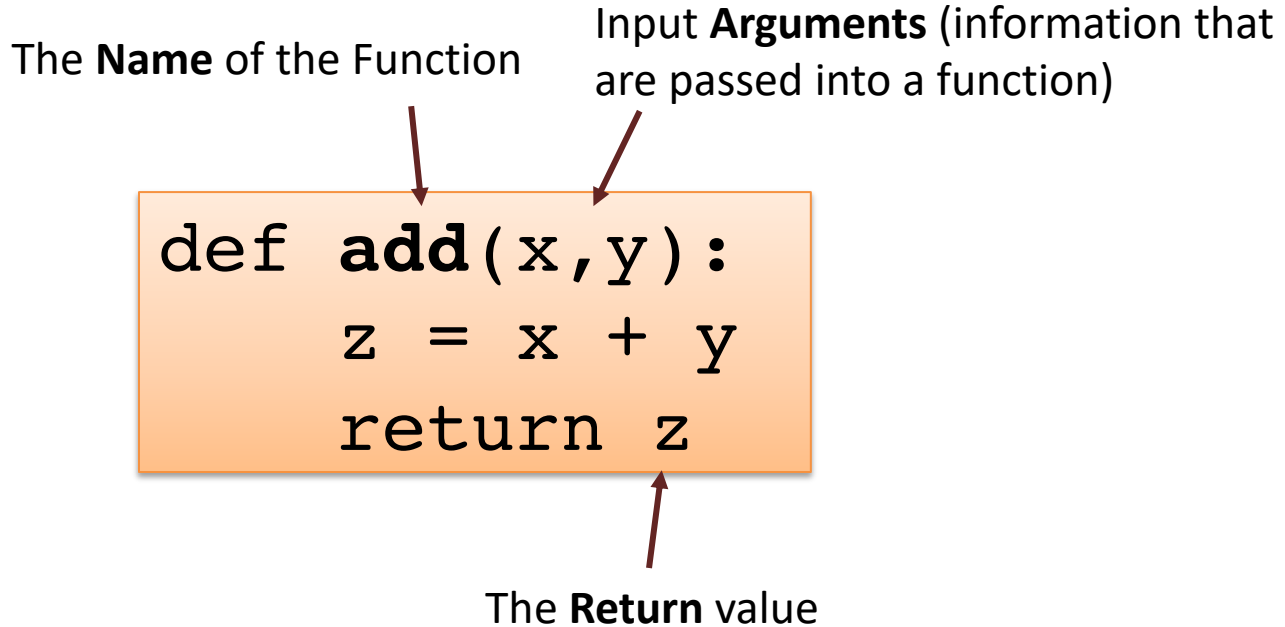 The Name of the Function
Input Arguments (information that
are passed into a function)
def add(x,y):
z = x + y
return z
The Return value